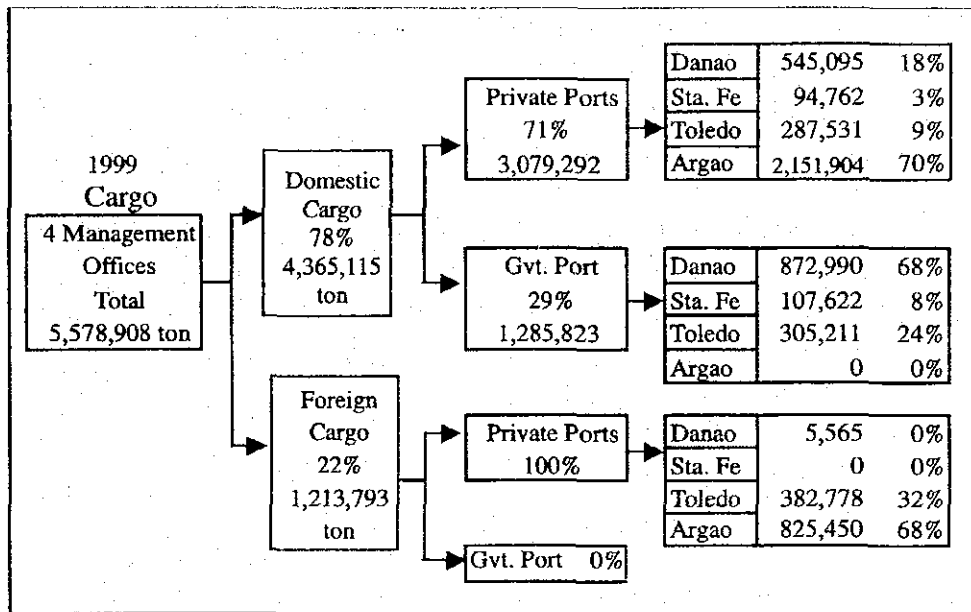 1999
Cargo
4 Management
Offices
Total
5,578,908 ton
Domestic
Cargo
78%
4,365,115
ton
Foreign
Cargo
22%
1,213,793
ton
Private Ports
71%
3,079,292
Gvt. Port
29%
1,285,823
Private Ports
100%
Gvt. Port 0%
Danao 545,095 18%
Sta. Fe 94,762 3%
Toledo 287,531 9%
Argao 2,151,904 70%
Danao 872,990 68%
Sta. Fe 107,622 8%
Toledo 305,211 24%
Argao 0 0%
Danao 5,565 0%
Sta. Fe 0 0%
Toledo 382,778 32%
Argao 825,450 68%